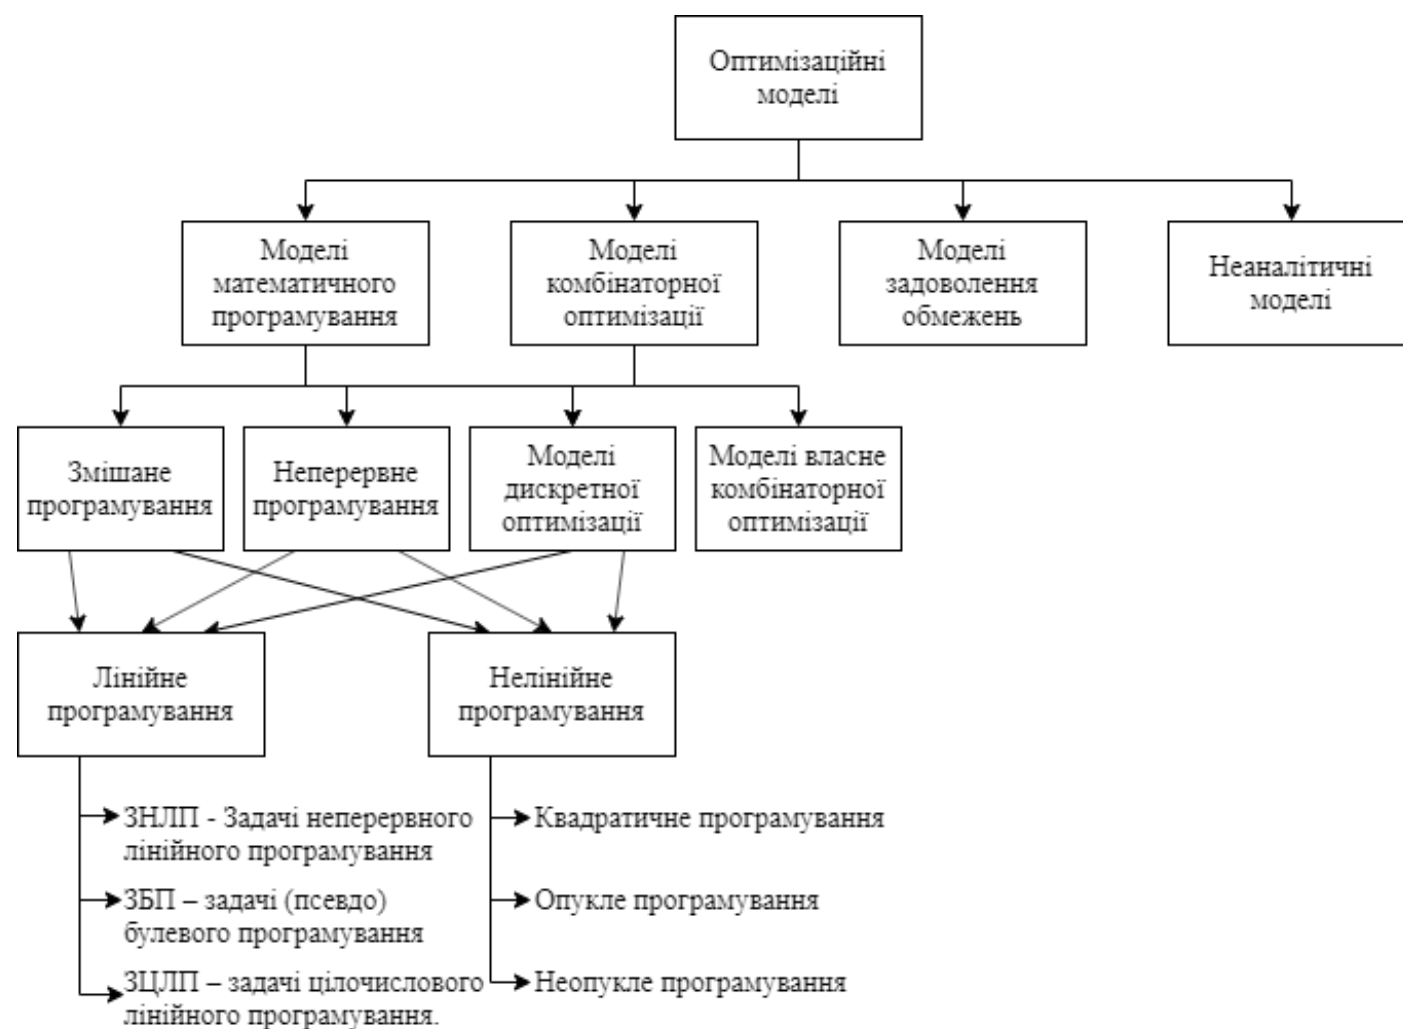 Оптимізаційні
моделі
Моделі
математичного
програмування
Моделі
комбінаторної
оптимізації
Моделі
задоволення
обмежень
Неаналітичні
моделі
Змішане
програмування
Неперервне
програмування
Моделі
дискретної
оптимізації
Моделі власне
комбінаторної
оптимізації
Лінійне
програмування
Нелінійне
програмування
ЗНЛП - Задачі неперервного
лінійного програмування
ЗБП – задачі (псевдо)
булевого програмування
ЗЦЛП – задачі цілочислового
лінійного програмування.
Квадратичне програмування
Опукле програмування
Неопукле програмування